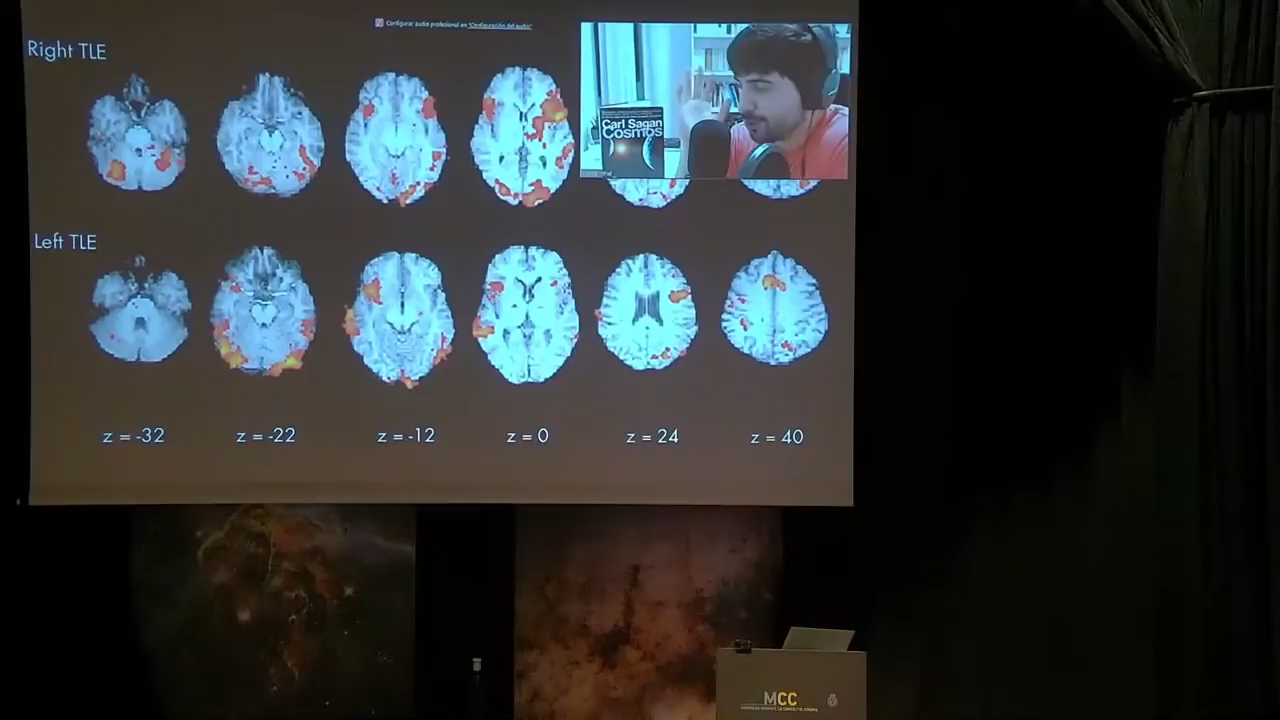 Configurar audio profesional en "Configuración del audio"
Right TLE
Carl Sagan
COSMOS
Left TLE
z = -32
z = -22
z = -12
z = 0
z = 24
z = 40
MCC